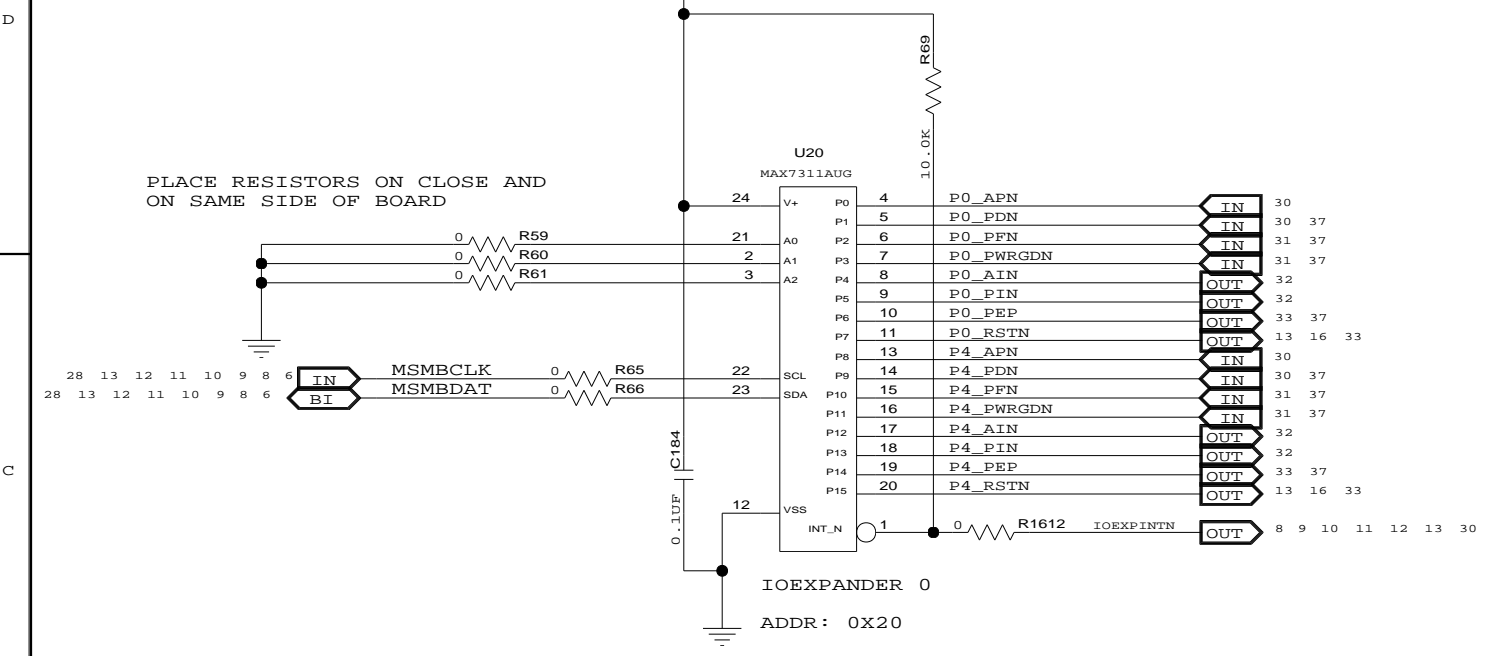 D
R69
10.0K
U20
MAX7311AUG
PLACE RESISTORS ON CLOSE AND
ON SAME SIDE OF BOARD
24 V+ P0 4 P0_APN IN 30
P1 5 P0_PDN IN 30 37
0 R59 21 A0 P2 6 P0_PFN IN 31 37
0 R60 2 A1 P3 7 P0_PWRGDN IN 31 37
0 R61 3 A2 P4 8 P0_AIN OUT 32
P5 9 P0_PIN OUT 32
P6 10 P0_PEP OUT 33 37
P7 11 P0_RSTN OUT 13 16 33
P8 13 P4_APN IN 30
28 13 12 11 10 9 8 6 IN MSMBCLK 0 R65 22 SCL P9 14 P4_PDN IN 30 37
28 13 12 11 10 9 8 6 BI MSMBDAT 0 R66 23 SDA P10 15 P4_PFN IN 31 37
P11 16 P4_PWRGDN IN 31 37
P12 17 P4_AIN OUT 32
P13 18 P4_PIN OUT 32
C
C184
0.1UF
P14 19 P4_PEP OUT 33 37
P15 20 P4_RSTN OUT 13 16 33
12 VSS
INT_N 1 0 R1612 IOEXPINTN OUT 8 9 10 11 12 13 30
IOEXPANDER 0
ADDR: 0X20